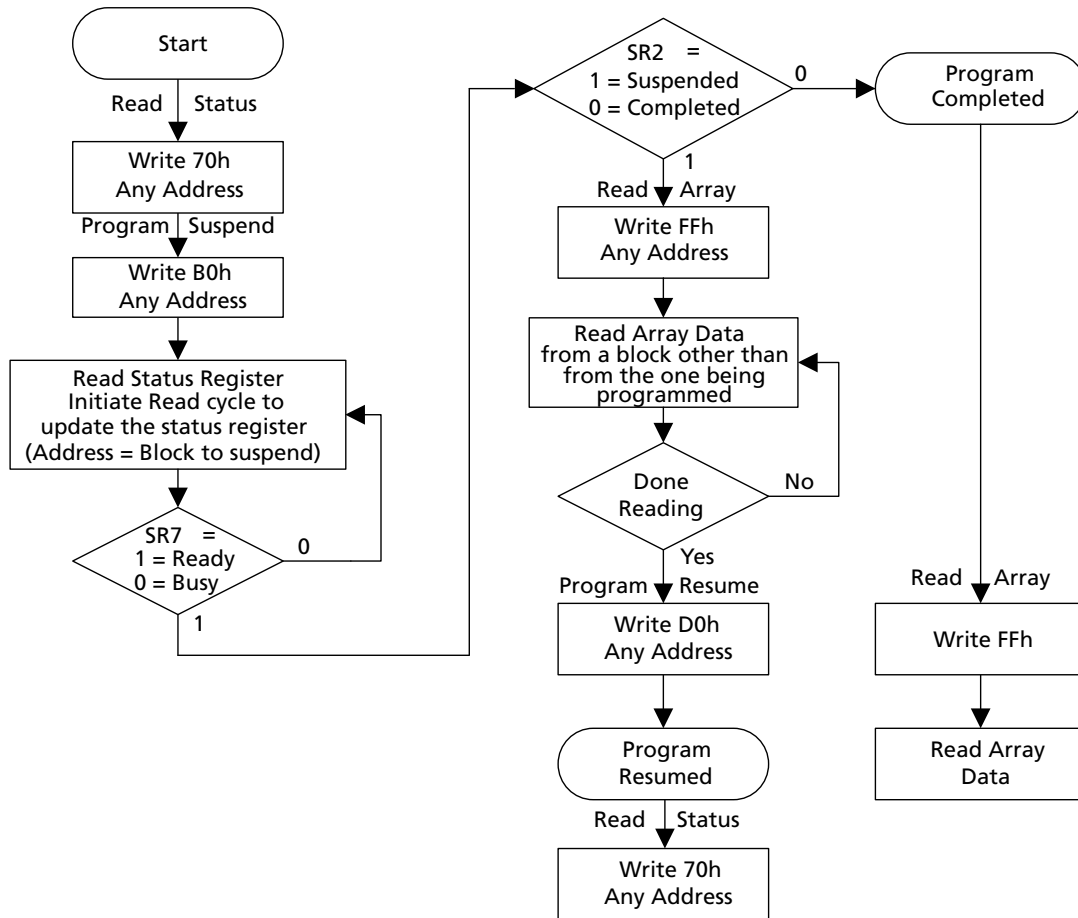 Start
Read Status
Write 70h
Any Address
Program Suspend
Write B0h
Any Address
Read Status Register
Initiate Read cycle to
update the status register
(Address = Block to suspend)
SR7 =
1 = Ready
0 = Busy
0
1
SR2 =
1 = Suspended
0 = Completed
0
1
Read Array
Write FFh
Any Address
Read Array Data
from a block other than
from the one being
programmed
Done
Reading
No
Yes
Program Resume
Write D0h
Any Address
Program
Resumed
Read Status
Write 70h
Any Address
Program
Completed
Read Array
Write FFh
Read Array
Data